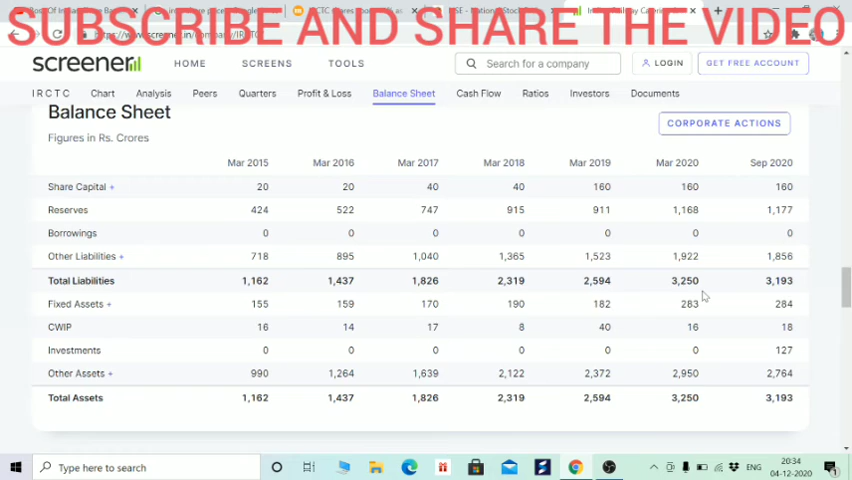 SUBSCRIBE AND SHARE THE VIDEO
screener
HOME SCREENS TOOLS Search for a company LOGIN GET FREE ACCOUNT
IRCTC Chart Analysis Peers Quarters Profit & Loss Balance Sheet Cash Flow Ratios Investors Documents
Balance Sheet
CORPORATE ACTIONS
Figures in Rs. Crores
Mar 2015 Mar 2016 Mar 2017 Mar 2018 Mar 2019 Mar 2020 Sep 2020
Share Capital + 20 20 40 40 160 160 160
Reserves 424 522 747 915 911 1,168 1,177
Borrowings 0 0 0 0 0 0 0
Other Liabilities + 718 895 1,040 1,365 1,523 1,922 1,856
Total Liabilities 1,162 1,437 1,826 2,319 2,594 3,250 3,193
Fixed Assets + 155 159 170 190 182 283 284
CWIP 16 14 17 8 40 16 18
Investments 0 0 0 0 0 0 127
Other Assets + 990 1,264 1,639 2,122 2,372 2,950 2,764
Total Assets 1,162 1,437 1,826 2,319 2,594 3,250 3,193
Type here to search
ENG
20:34
04-12-2020